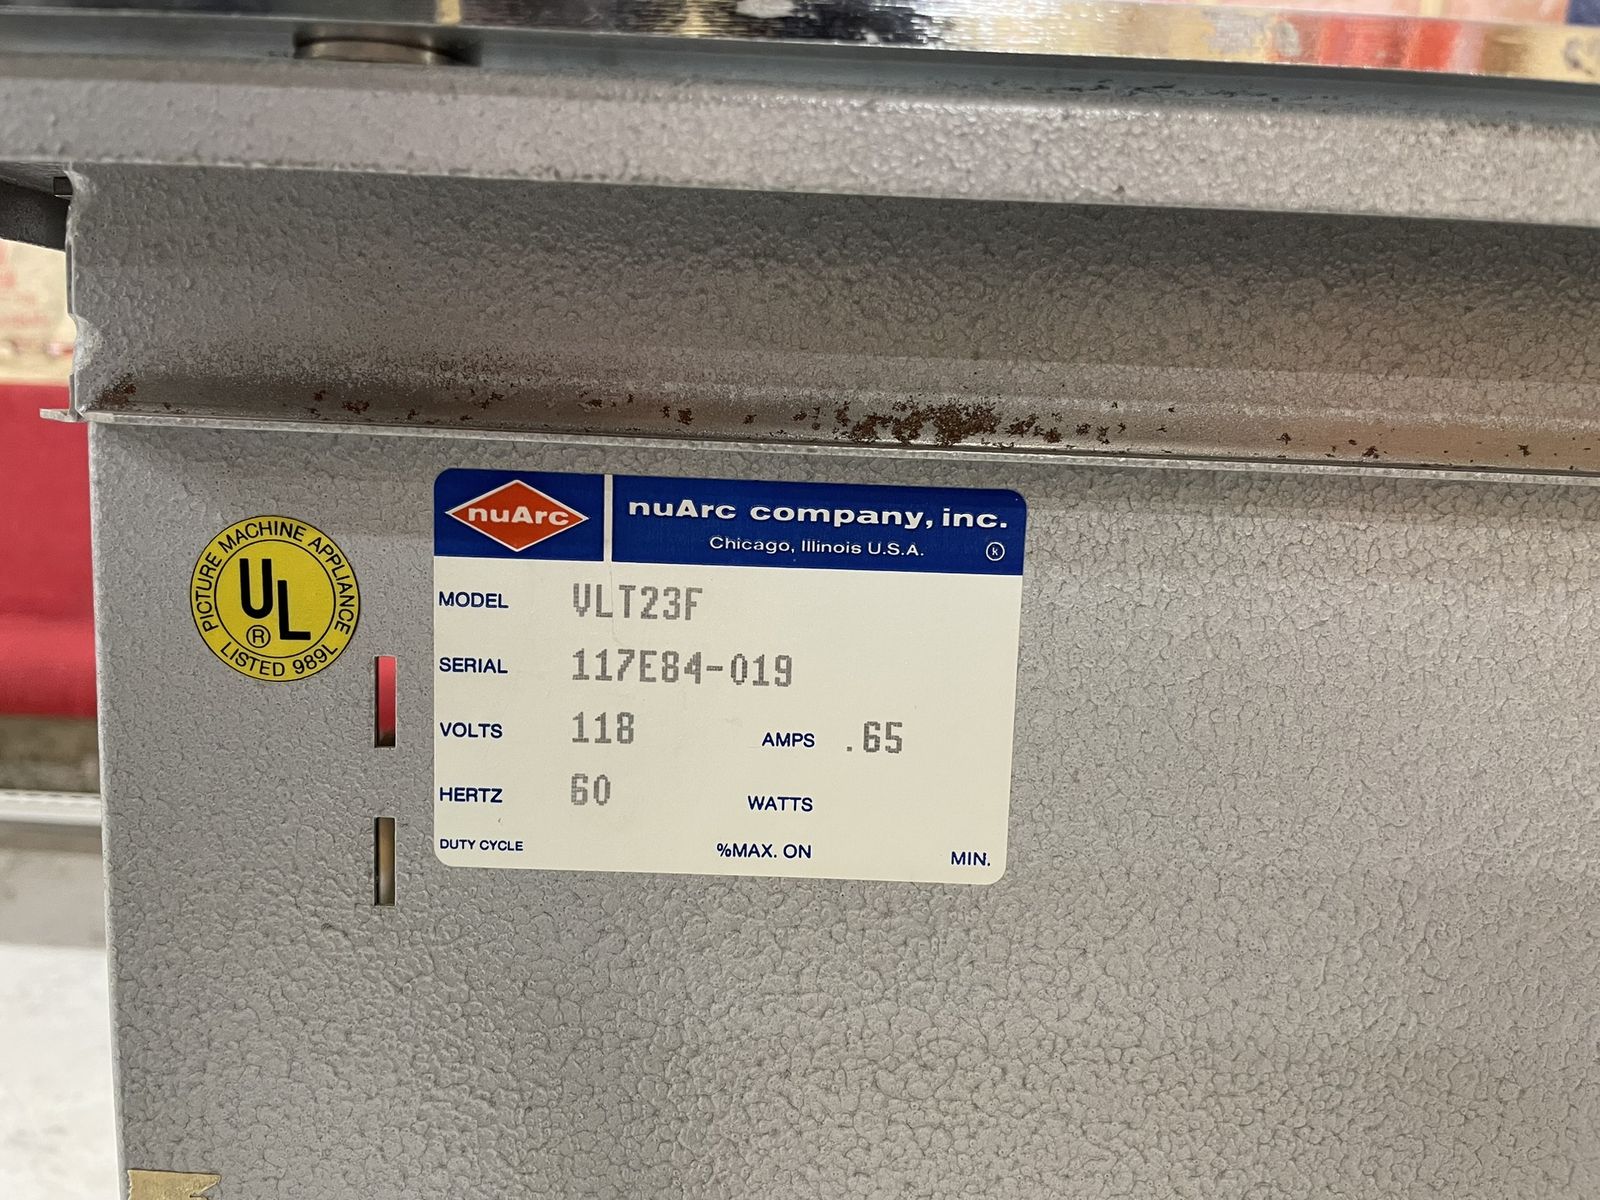 PICTURE MACHINE APPLIANCE
UL
®
LISTED 989L
nuArc
nuArc company, inc.
Chicago, Illinois U.S.A.
K
MODEL VLT23F
SERIAL 117E84-019
VOLTS 118 AMPS .65
HERTZ 60 WATTS
DUTY CYCLE %MAX. ON MIN.